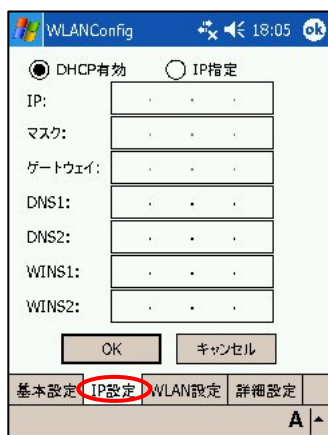 WLANConfig 18:05 ok
DHCP有効 IP指定
IP:
マスク:
ゲートウェイ:
DNS1:
DNS2:
WINS1:
WINS2:
OK キャンセル
基本設定 IP設定 WLAN設定 詳細設定
A